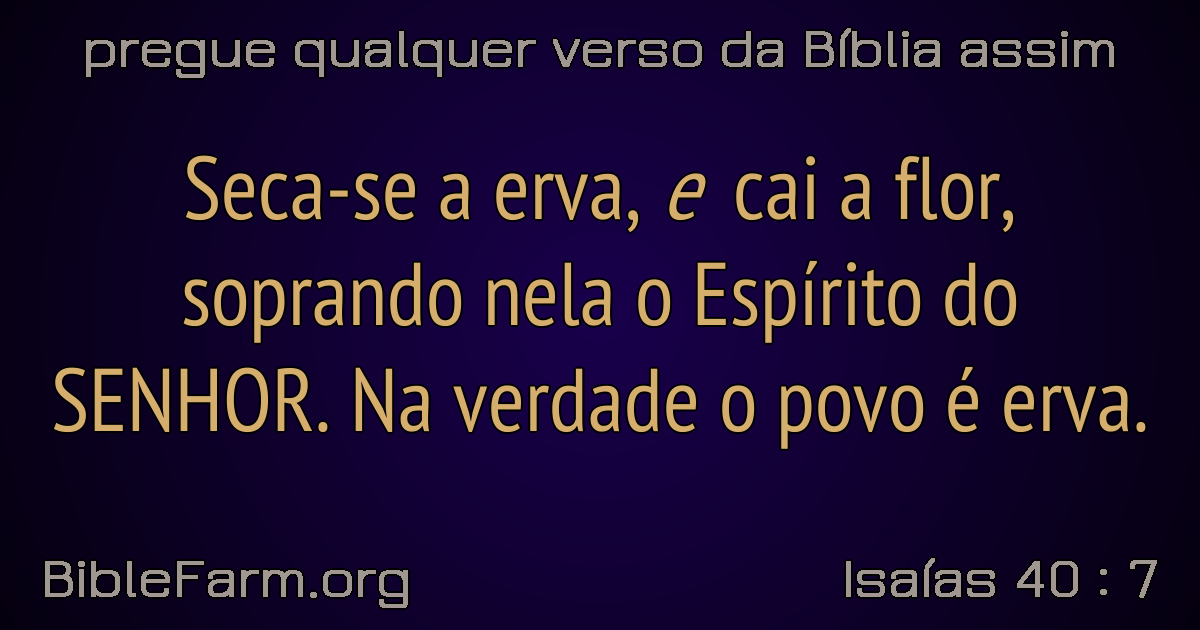 pregue qualquer verso da Bíblia assim
Seca-se a erva, e cai a flor,
soprando nela o Espírito do
SENHOR. Na verdade o povo é erva.
BibleFarm.org
Isaías 40 : 7